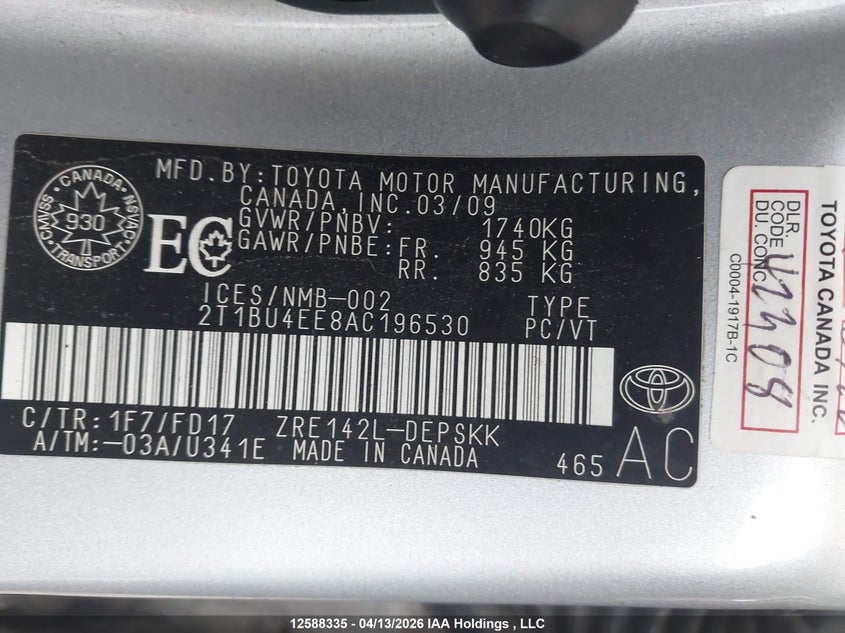 MFD.BY:TOYOTA MOTOR MANUFACTURING,
CANADA, INC.03/09
GVWR/PNBV: 1740KG
GAWR/PNBE:FR. 945 KG
RR. 835 KG
CANADA
CMVSS NSVAC
930
TRANSPORT
EC
ICES/NMB-002 TYPE
2T1BU4EE8AC196530 PC/VT
C/TR:1F7/FD17 ZRE142L-DEPSKK
A/TM:-03A/U341E MADE IN CANADA
465 AC
DLR.
CODE
DU. CONC.
42208
C0004-1917B-1C
TOYOTA CANADA INC.
12588335 - 04/13/2026 IAA Holdings , LLC